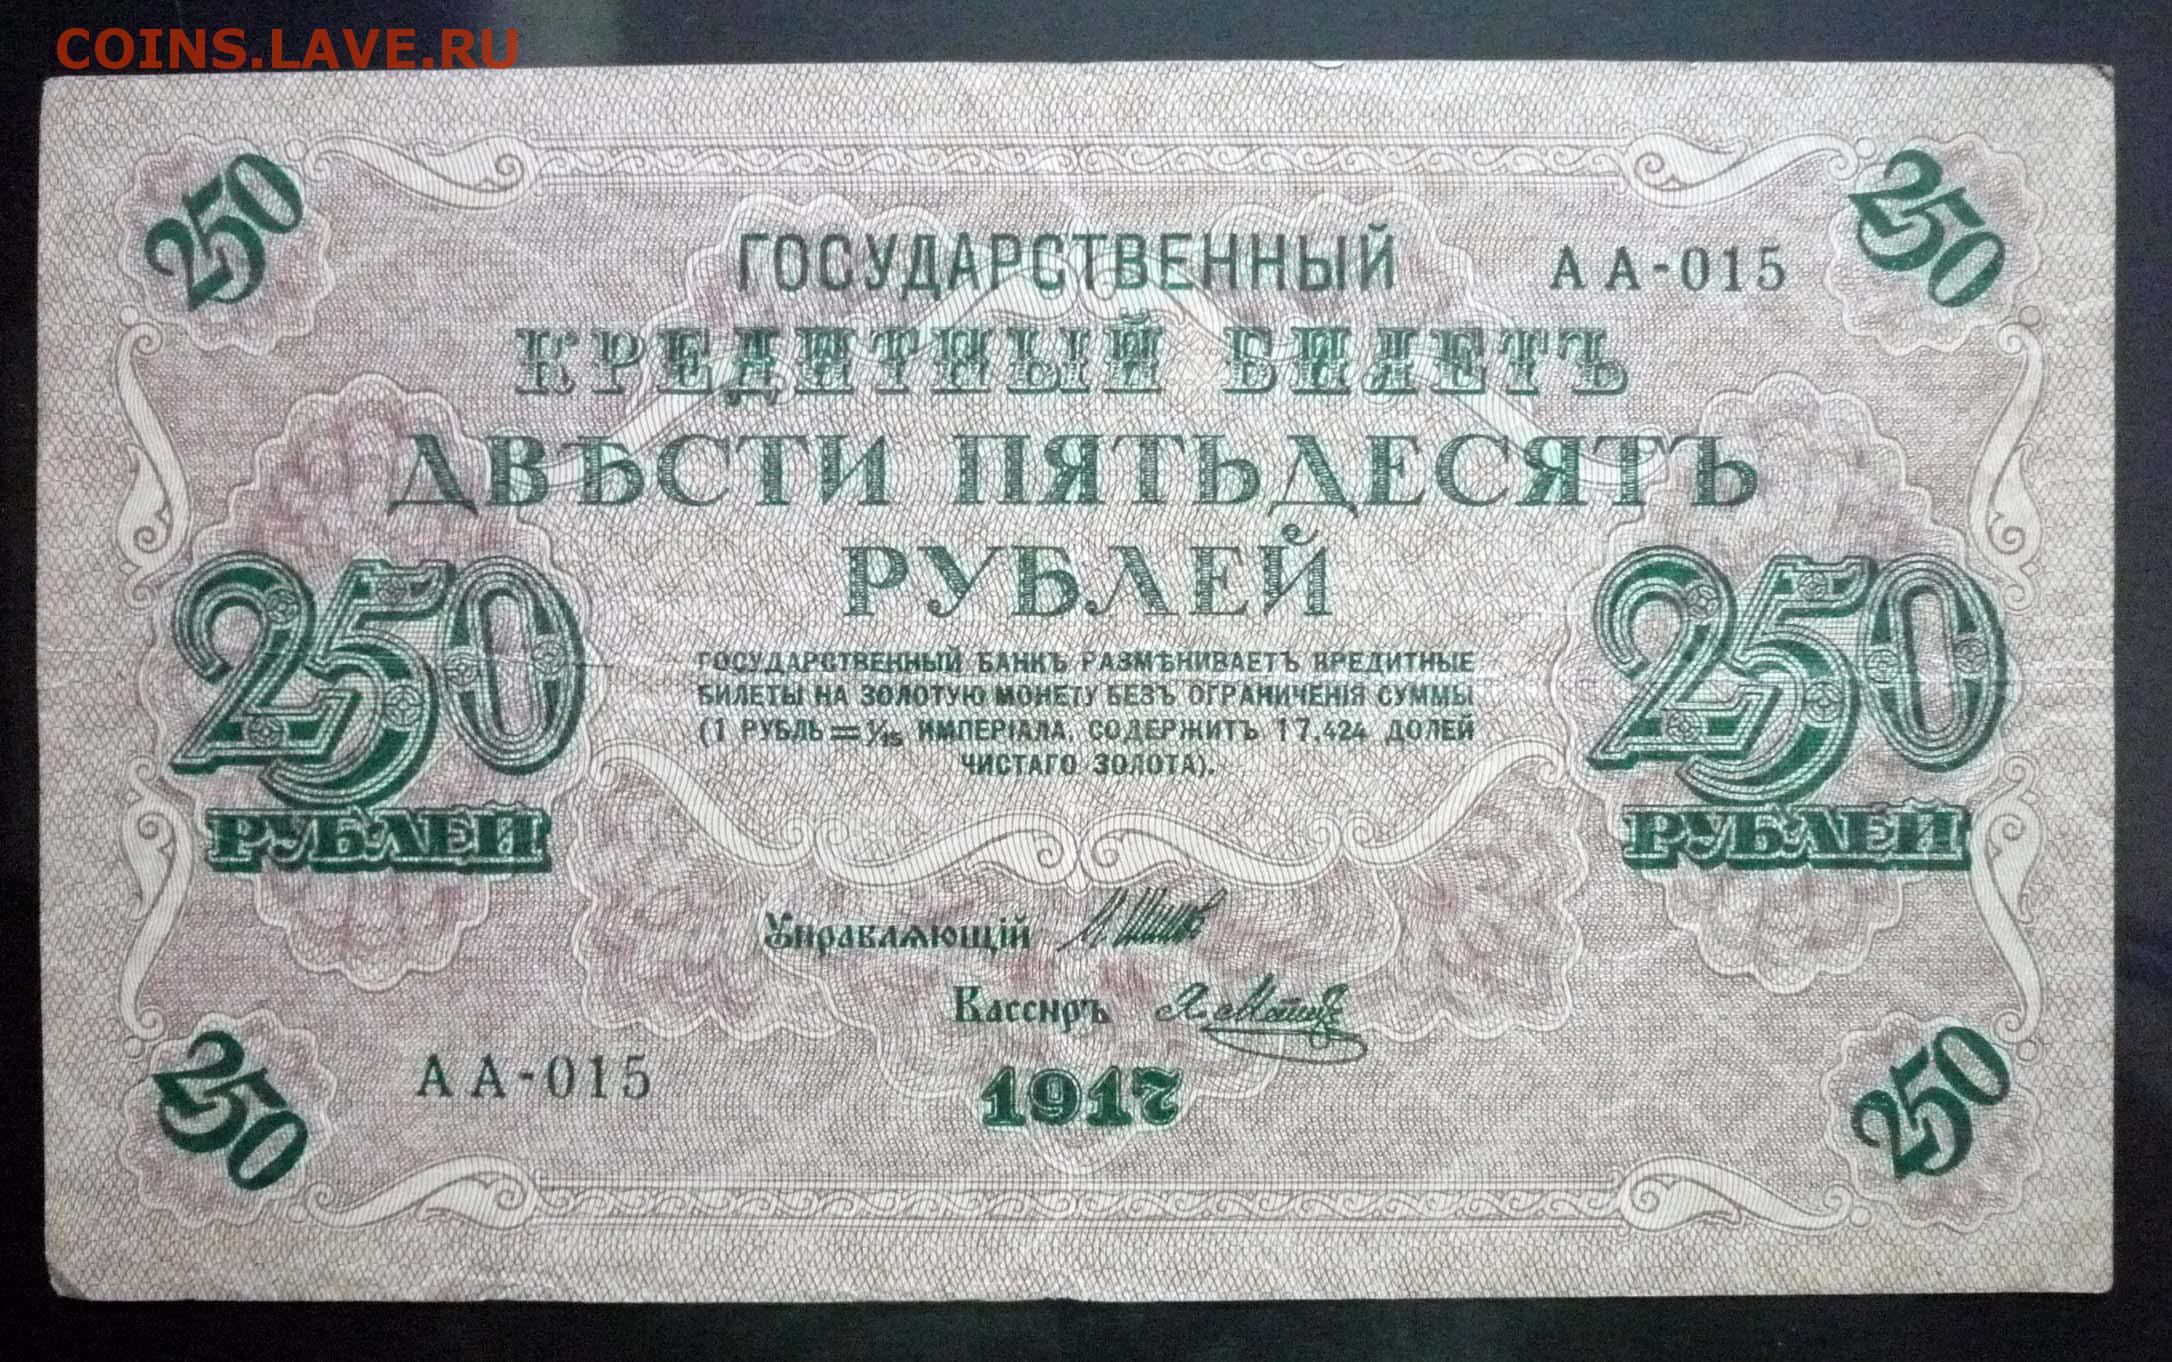 COINS.LAVE.RU
250 250
ГОСУДАРСТВЕННЫЙ АА-015
КРЕДИТНЫЙ БИЛЕТЪ
ДВѢСТИ ПЯТЬДЕСЯТЪ
РУБЛЕЙ
250 250
РУБЛЕЙ РУБЛЕЙ
ГОСУДАРСТВЕННЫЙ БАНКЪ РАЗМѢНИВАЕТЪ КРЕДИТНЫЕ
БИЛЕТЫ НА ЗОЛОТУЮ МОНЕТУ БЕЗЪ ОГРАНИЧЕНІЯ СУММЫ
(1 РУБЛЬ = 1/15 ИМПЕРІАЛА, СОДЕРЖИТЪ 17,424 ДОЛЕЙ
ЧИСТАГО ЗОЛОТА).
Управляющій
Кассиръ
АА-015
1917
250 250